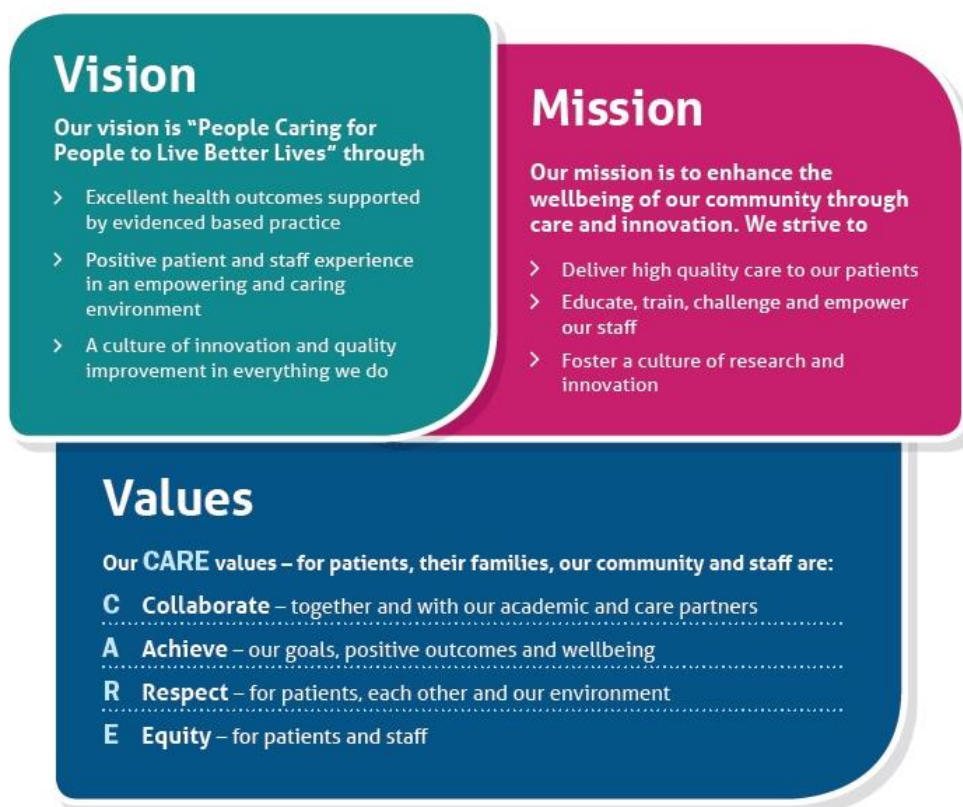 Vision
Our vision is “People Caring for
People to Live Better Lives” through
> Excellent health outcomes supported
by evidenced based practice
> Positive patient and staff experience
in an empowering and caring
environment
> A culture of innovation and quality
improvement in everything we do
Mission
Our mission is to enhance the
wellbeing of our community through
care and innovation. We strive to
> Deliver high quality care to our patients
> Educate, train, challenge and empower
our staff
> Foster a culture of research and
innovation
Values
Our CARE values – for patients, their families, our community and staff are:
C Collaborate – together and with our academic and care partners
A Achieve – our goals, positive outcomes and wellbeing
R Respect – for patients, each other and our environment
E Equity – for patients and staff